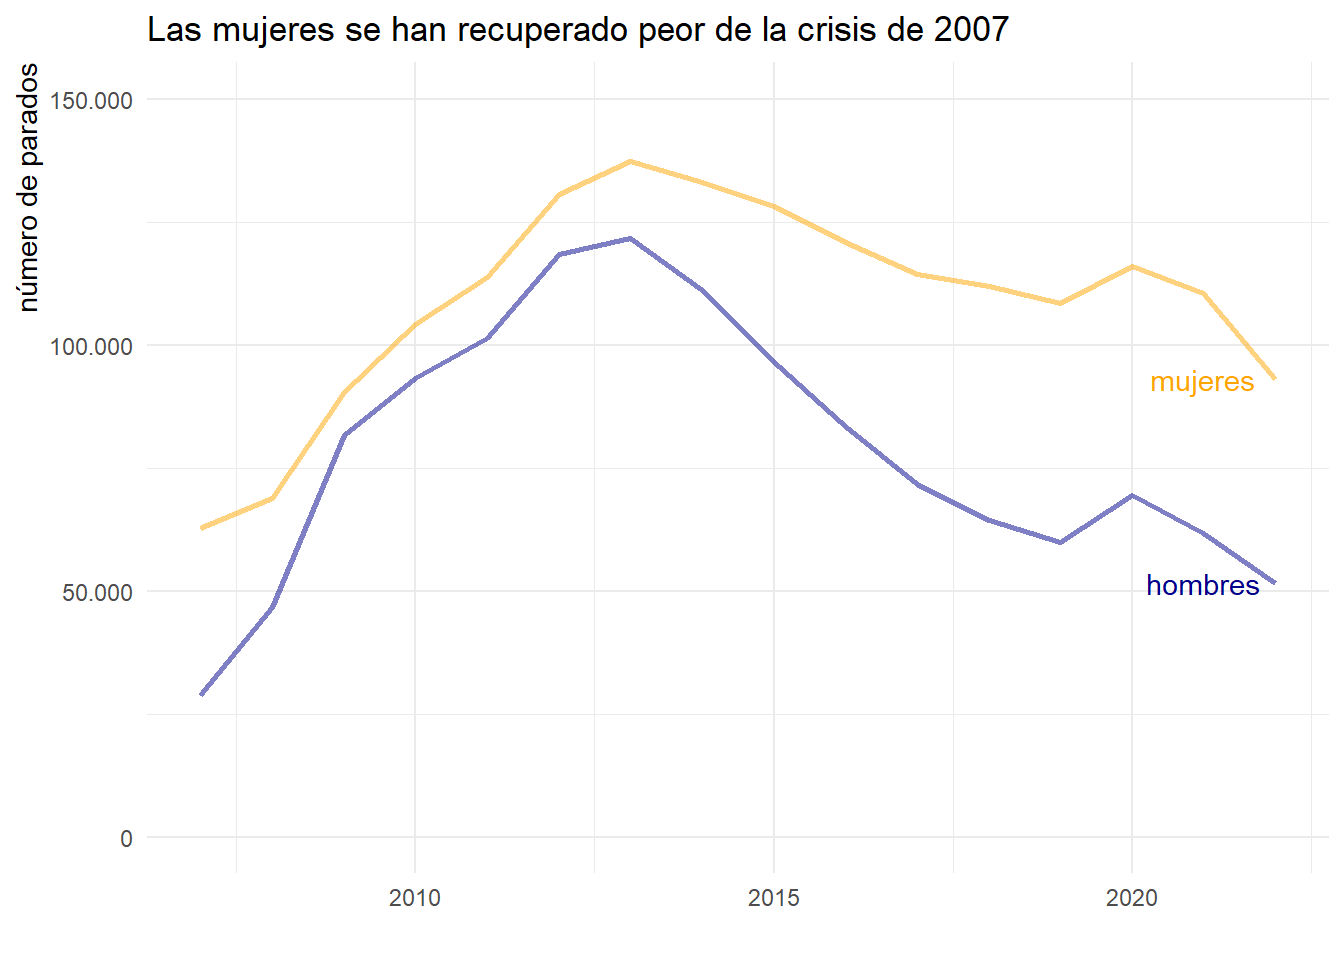 Las mujeres se han recuperado peor de la crisis de 2007
número de parados
150.000
100.000
50.000
0
mujeres
hombres
2010
2015
2020